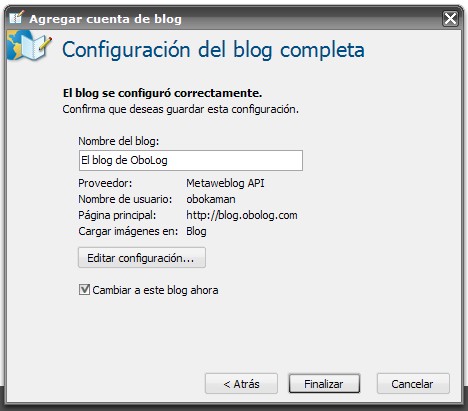 Agregar cuenta de blog
Configuración del blog completa
El blog se configuró correctamente.
Confirma que deseas guardar esta configuración.
Nombre del blog:
El blog de OboLog
Proveedor: Metaweblog API
Nombre de usuario: obokaman
Página principal: http://blog.obolog.com
Cargar imágenes en: Blog
Editar configuración...
Cambiar a este blog ahora
< Atrás Finalizar Cancelar